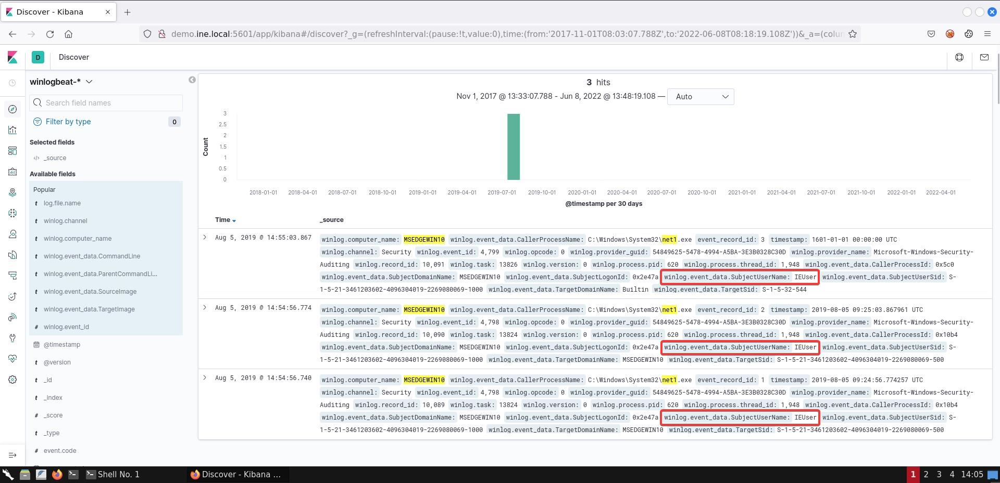 Discover - Kibana
demo.ine.local:5601/app/kibana#/discover?_g=(refreshInterval:(pause:!t,value:0),time:(from:'2017-11-01T08:03:07.788Z',to:'2022-06-08T08:18:19.108Z'))&_a=(colum
D Discover
winlogbeat-*
Search field names
Filter by type 0
Selected fields
_source
Available fields
Popular
t log.file.name
t winlog.channel
t winlog.computer_name
t winlog.event_data.CommandLine
t winlog.event_data.ParentCommandLi...
t winlog.event_data.SourceImage
t winlog.event_data.TargetImage
# winlog.event_id
@timestamp
t @version
t _id
t _index
# _score
t _type
# event.code
3 hits
Nov 1, 2017 @ 13:33:07.788 - Jun 8, 2022 @ 13:48:19.108 — Auto
Count
3
2.5
2
1.5
1
0.5
0
2018-01-01 2018-04-01 2018-07-01 2018-10-01 2019-01-01 2019-04-01 2019-07-01 2019-10-01 2020-01-01 2020-04-01 2020-07-01 2020-10-01 2021-01-01 2021-04-01 2021-07-01 2021-10-01 2022-01-01 2022-04-01
@timestamp per 30 days
Time _source
Aug 5, 2019 @ 14:55:03.867 winlog.computer_name: MSEDGEWIN10 winlog.event_data.CallerProcessName: C:\Windows\System32\net1.exe event_record_id: 3 timestamp: 1601-01-01 00:00:00 UTC
winlog.channel: Security winlog.event_id: 4,799 winlog.opcode: 0 winlog.provider_guid: 54849625-5478-4994-A5BA-3E3B0328C30D winlog.provider_name: Microsoft-Windows-Security-
Auditing winlog.record_id: 10,091 winlog.task: 13826 winlog.version: 0 winlog.process.pid: 620 winlog.process.thread_id: 1,948 winlog.event_data.CallerProcessId: 0x5c0
winlog.event_data.SubjectDomainName: MSEDGEWIN10 winlog.event_data.SubjectLogonId: 0x2e47a winlog.event_data.SubjectUserName: IEUser winlog.event_data.SubjectUserSid: S-
1-5-21-3461203602-4096304019-2269080069-1000 winlog.event_data.TargetDomainName: Builtin winlog.event_data.TargetSid: S-1-5-32-544
Aug 5, 2019 @ 14:54:56.774 winlog.computer_name: MSEDGEWIN10 winlog.event_data.CallerProcessName: C:\Windows\System32\net1.exe event_record_id: 2 timestamp: 2019-08-05 09:25:03.867961 UTC
winlog.channel: Security winlog.event_id: 4,798 winlog.opcode: 0 winlog.provider_guid: 54849625-5478-4994-A5BA-3E3B0328C30D winlog.provider_name: Microsoft-Windows-Security-
Auditing winlog.record_id: 10,090 winlog.task: 13824 winlog.version: 0 winlog.process.pid: 620 winlog.process.thread_id: 1,948 winlog.event_data.CallerProcessId: 0x10b4
winlog.event_data.SubjectDomainName: MSEDGEWIN10 winlog.event_data.SubjectLogonId: 0x2e47a winlog.event_data.SubjectUserName: IEUser winlog.event_data.SubjectUserSid: S-
1-5-21-3461203602-4096304019-2269080069-1000 winlog.event_data.TargetDomainName: MSEDGEWIN10 winlog.event_data.TargetSid: S-1-5-21-3461203602-4096304019-2269080069-500
Aug 5, 2019 @ 14:54:56.740 winlog.computer_name: MSEDGEWIN10 winlog.event_data.CallerProcessName: C:\Windows\System32\net1.exe event_record_id: 1 timestamp: 2019-08-05 09:24:56.774257 UTC
winlog.channel: Security winlog.event_id: 4,798 winlog.opcode: 0 winlog.provider_guid: 54849625-5478-4994-A5BA-3E3B0328C30D winlog.provider_name: Microsoft-Windows-Security-
Auditing winlog.record_id: 10,089 winlog.task: 13824 winlog.version: 0 winlog.process.pid: 620 winlog.process.thread_id: 1,948 winlog.event_data.CallerProcessId: 0x10b4
winlog.event_data.SubjectDomainName: MSEDGEWIN10 winlog.event_data.SubjectLogonId: 0x2e47a winlog.event_data.SubjectUserName: IEUser winlog.event_data.SubjectUserSid: S-
1-5-21-3461203602-4096304019-2269080069-1000 winlog.event_data.TargetDomainName: MSEDGEWIN10 winlog.event_data.TargetSid: S-1-5-21-3461203602-4096304019-2269080069-500
Shell No. 1 Discover - Kibana ... 1 2 3 4 14:05